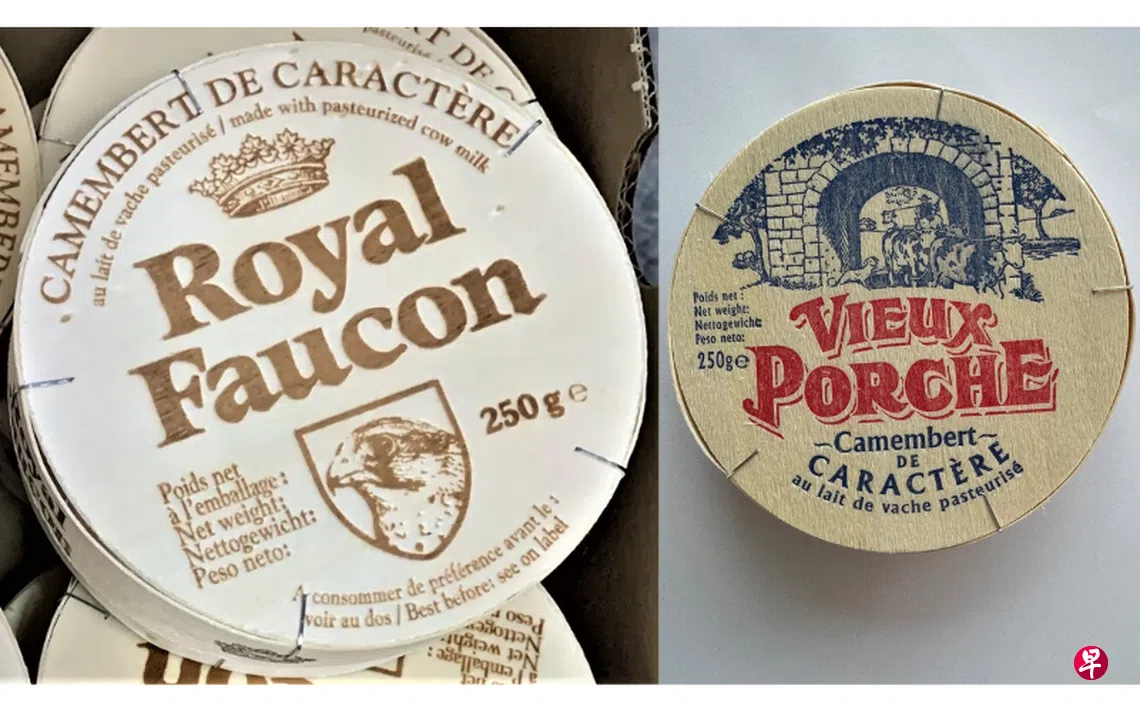 CAMEMBERT DE CARACTÈRE
au lait de vache pasteurisé / made with pasteurized cow milk
Royal
Faucon
250 g e
Poids net
à l'emballage :
Net weight:
Nettogewicht:
Peso neto:
A consommer de préférence avant le :
voir au dos / Best before: see on label
VIEUX
PORCHE
Poids net :
Net weight:
Nettogewicht:
Peso neto:
250g e
~Camembert~
DE
CARACTÈRE
au lait de vache pasteurisé
早